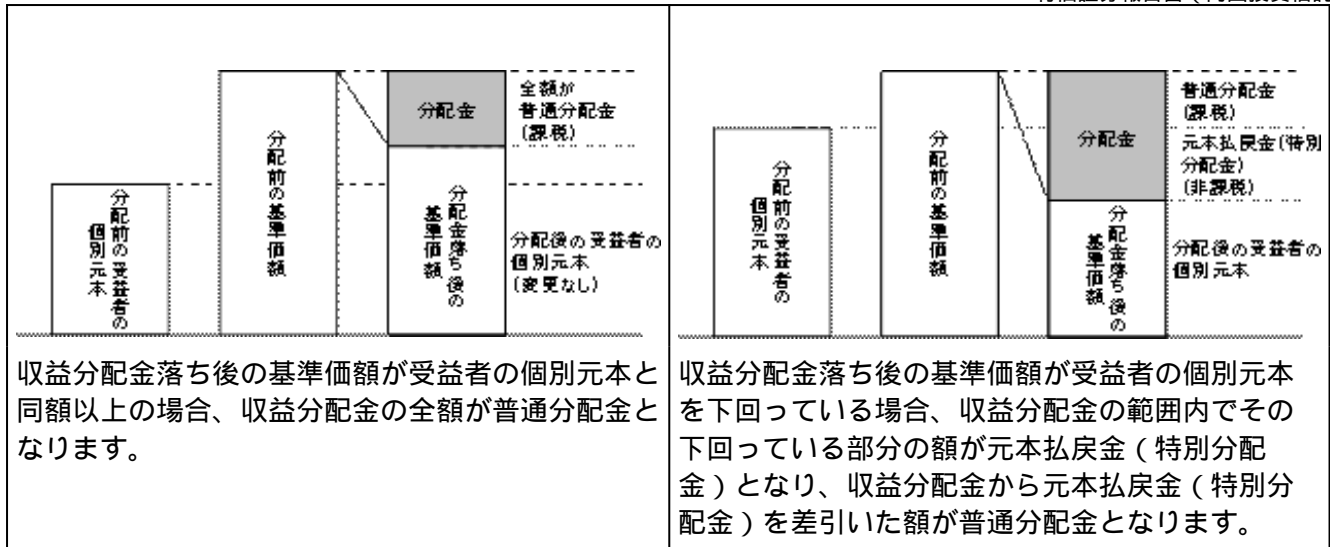 分配前の受益者の
個別元本
分配前の基準価額
分配金
分配金落ち後の
基準価額
全額が
普通分配金
(課税)
分配後の受益者の
個別元本
(変更なし)
収益分配金落ち後の基準価額が受益者の個別元本と
同額以上の場合、収益分配金の全額が普通分配金と
なります。
分配前の受益者の
個別元本
分配前の基準価額
分配金
分配金落ち後の
基準価額
普通分配金
(課税)
元本払戻金(特別
分配金)
(非課税)
分配後の受益者の
個別元本
収益分配金落ち後の基準価額が受益者の個別元本
を下回っている場合、収益分配金の範囲内でその
下回っている部分の額が元本払戻金(特別分配
金)となり、収益分配金から元本払戻金(特別分
配金)を差引いた額が普通分配金となります。